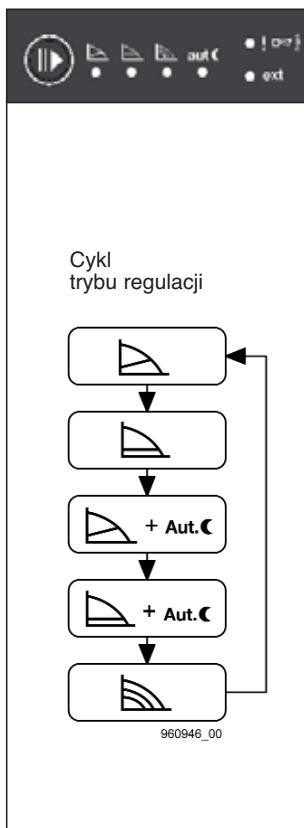 aut
ext
Cykl
trybu regulacji
+ Aut.
+ Aut.
960946_00